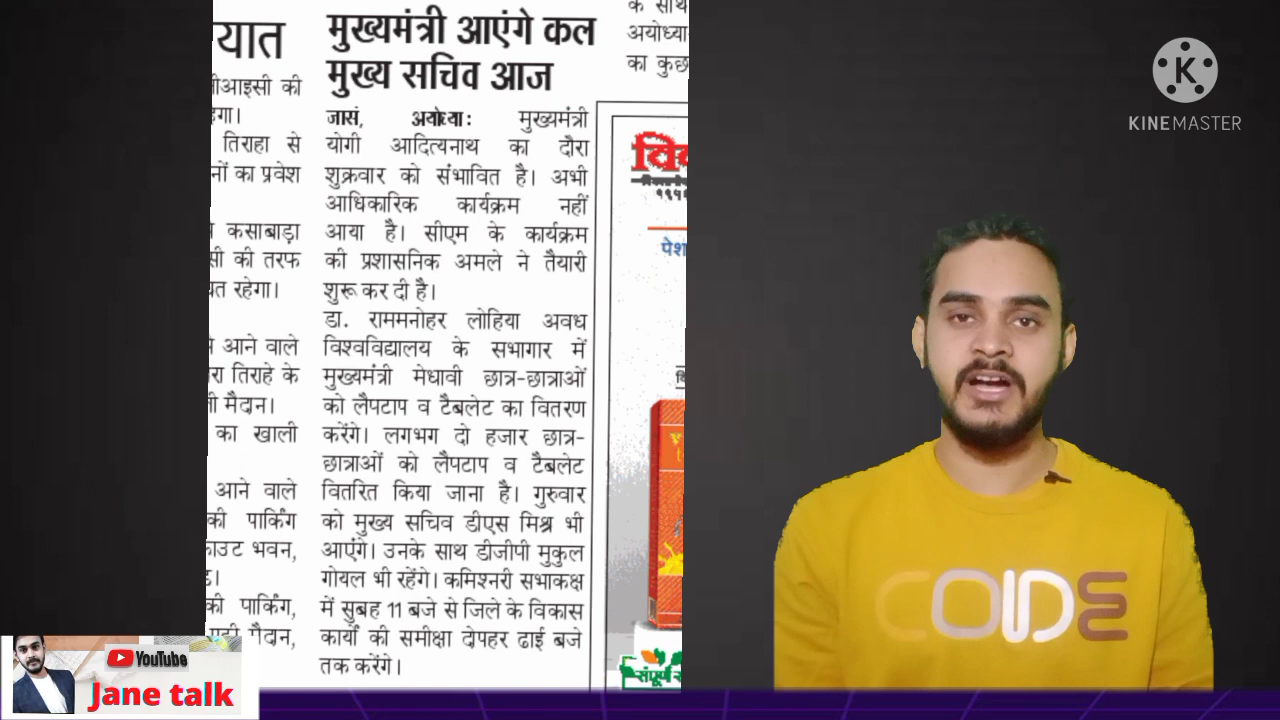 यात
की
तिराहा से
का प्रवेश
कसाबाड़ा
की तरफ
रहेगा।
आने वाले
तिराहे के
मैदान।
का खाली
आने वाले
की पार्किंग
भवन,
की पार्किंग,
मैदान,
मुख्यमंत्री आएंगे कल
मुख्य सचिव आज
जासं, अयोध्या: मुख्यमंत्री
योगी आदित्यनाथ का दौरा
शुक्रवार को संभावित है। अभी
आधिकारिक कार्यक्रम नहीं
आया है। सीएम के कार्यक्रम
की प्रशासनिक अमले ने तैयारी
शुरू कर दी है।
डा. राममनोहर लोहिया अवध
विश्वविद्यालय के सभागार में
मुख्यमंत्री मेधावी छात्र-छात्राओं
को लैपटाप व टैबलेट का वितरण
करेंगे। लगभग दो हजार छात्र-
छात्राओं को लैपटाप व टैबलेट
वितरित किया जाना है। गुरुवार
को मुख्य सचिव डीएस मिश्र भी
आएंगे। उनके साथ डीजीपी मुकुल
गोयल भी रहेंगे। कमिश्नरी सभाकक्ष
में सुबह 11 बजे से जिले के विकास
कार्यों की समीक्षा दोपहर ढाई बजे
तक करेंगे।
के साथ
अयोध्या
का कुछ
संपूर्ण
K
KINEMASTER
CODE
YouTube
Jane talk